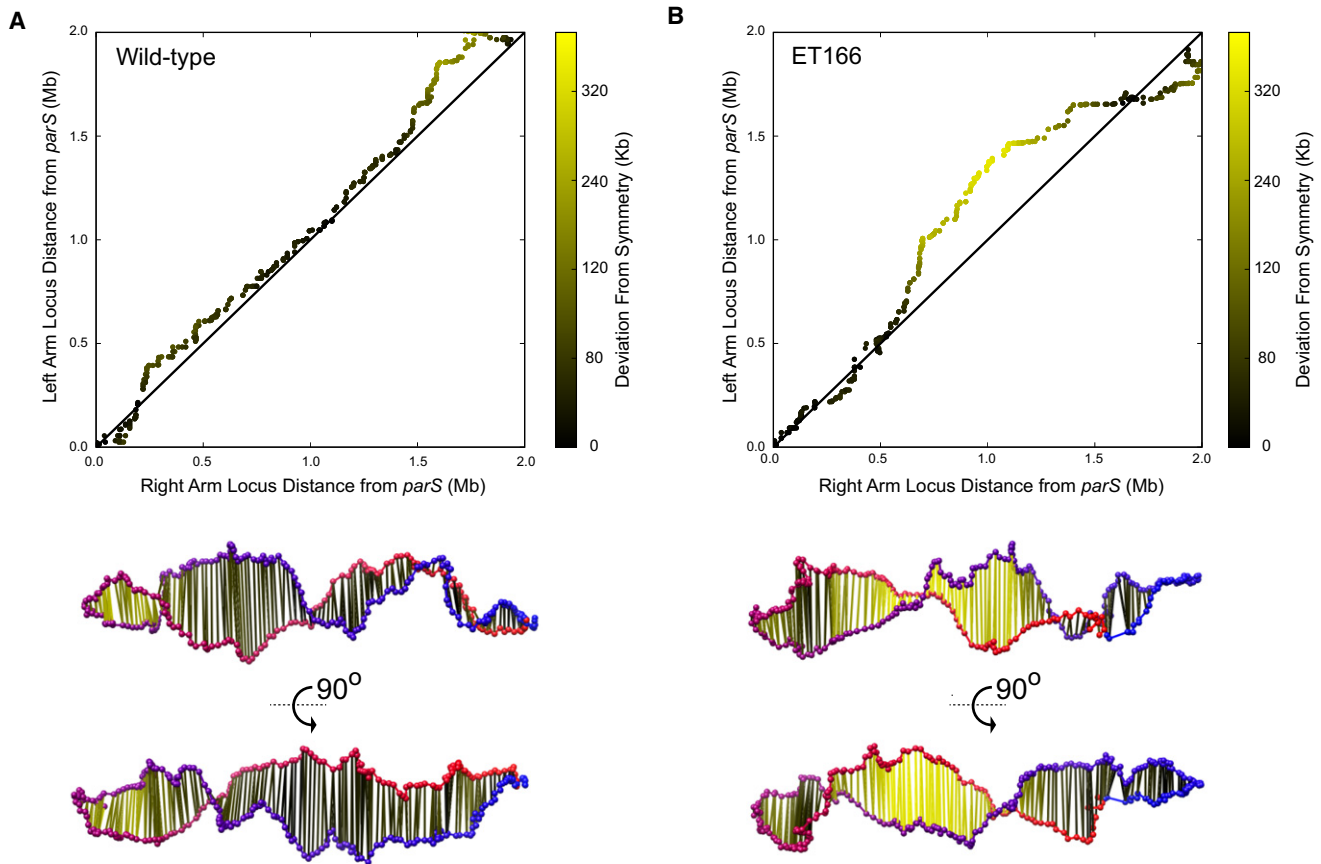 A
Wild-type
2.0
1.5
1.0
0.5
0.0
Left Arm Locus Distance from parS (Mb)
0.0 0.5 1.0 1.5 2.0
Right Arm Locus Distance from parS (Mb)
320
240
120
80
0
Deviation From Symmetry (Kb)
90o
B
ET166
2.0
1.5
1.0
0.5
0.0
Left Arm Locus Distance from parS (Mb)
0.0 0.5 1.0 1.5 2.0
Right Arm Locus Distance from parS (Mb)
320
240
120
80
0
Deviation From Symmetry (Kb)
90o